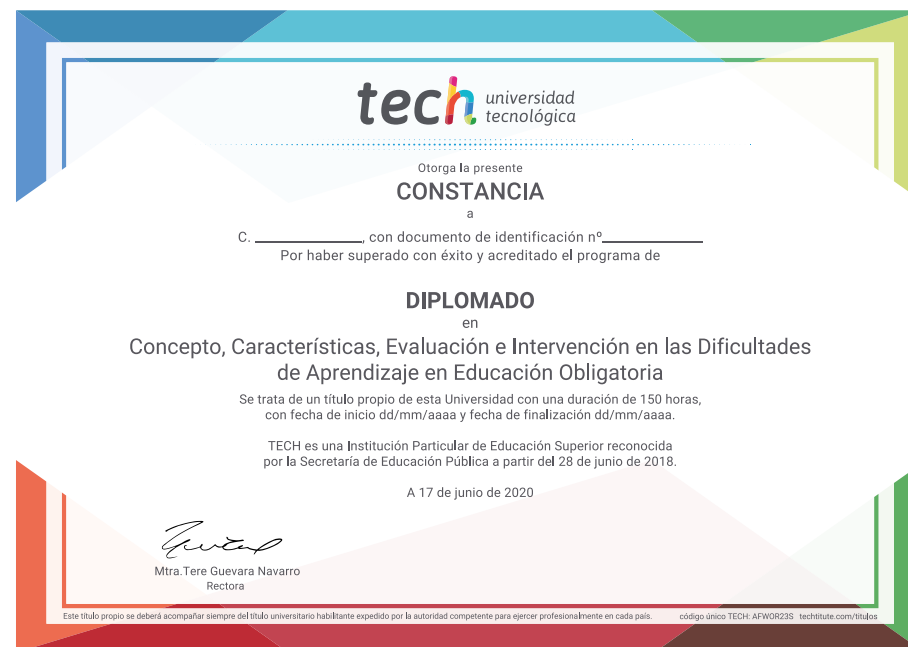 tech universidad
tecnológica
Otorga la presente
CONSTANCIA
a
C. ____________, con documento de identificación nº____________
Por haber superado con éxito y acreditado el programa de
DIPLOMADO
en
Concepto, Características, Evaluación e Intervención en las Dificultades
de Aprendizaje en Educación Obligatoria
Se trata de un título propio de esta Universidad con una duración de 150 horas,
con fecha de inicio dd/mm/aaaa y fecha de finalización dd/mm/aaaa.
TECH es una Institución Particular de Educación Superior reconocida
por la Secretaría de Educación Pública a partir del 28 de junio de 2018.
A 17 de junio de 2020
Mtra.Tere Guevara Navarro
Rectora
Este título propio se deberá acompañar siempre del título universitario habilitante expedido por la autoridad competente para ejercer profesionalmente en cada país. código único TECH: AFWOR23S techtitute.com/titulos